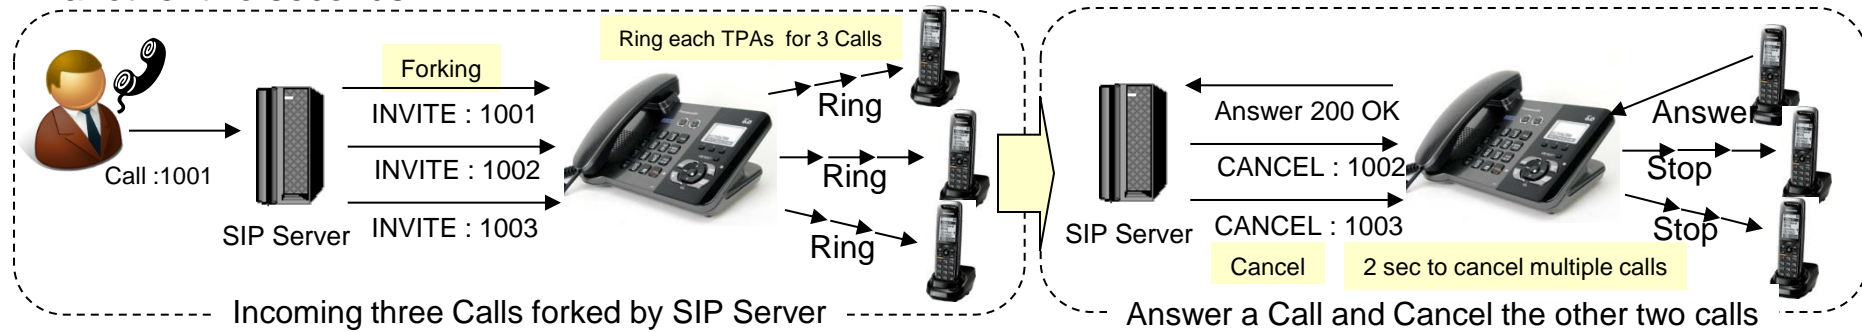 Ring each TPAs for 3 Calls
Forking
INVITE : 1001
INVITE : 1002
INVITE : 1003
Call :1001
SIP Server
Ring
Ring
Ring
Incoming three Calls forked by SIP Server
Answer 200 OK
CANCEL : 1002
CANCEL : 1003
SIP Server
Answer
Stop
Stop
Cancel
2 sec to cancel multiple calls
Answer a Call and Cancel the other two calls